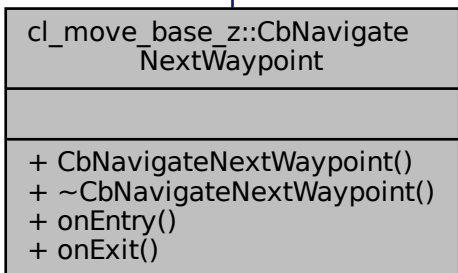 cl_move_base_z::CbNavigate
NextWaypoint
+ CbNavigateNextWaypoint()
+ ~CbNavigateNextWaypoint()
+ onEntry()
+ onExit()